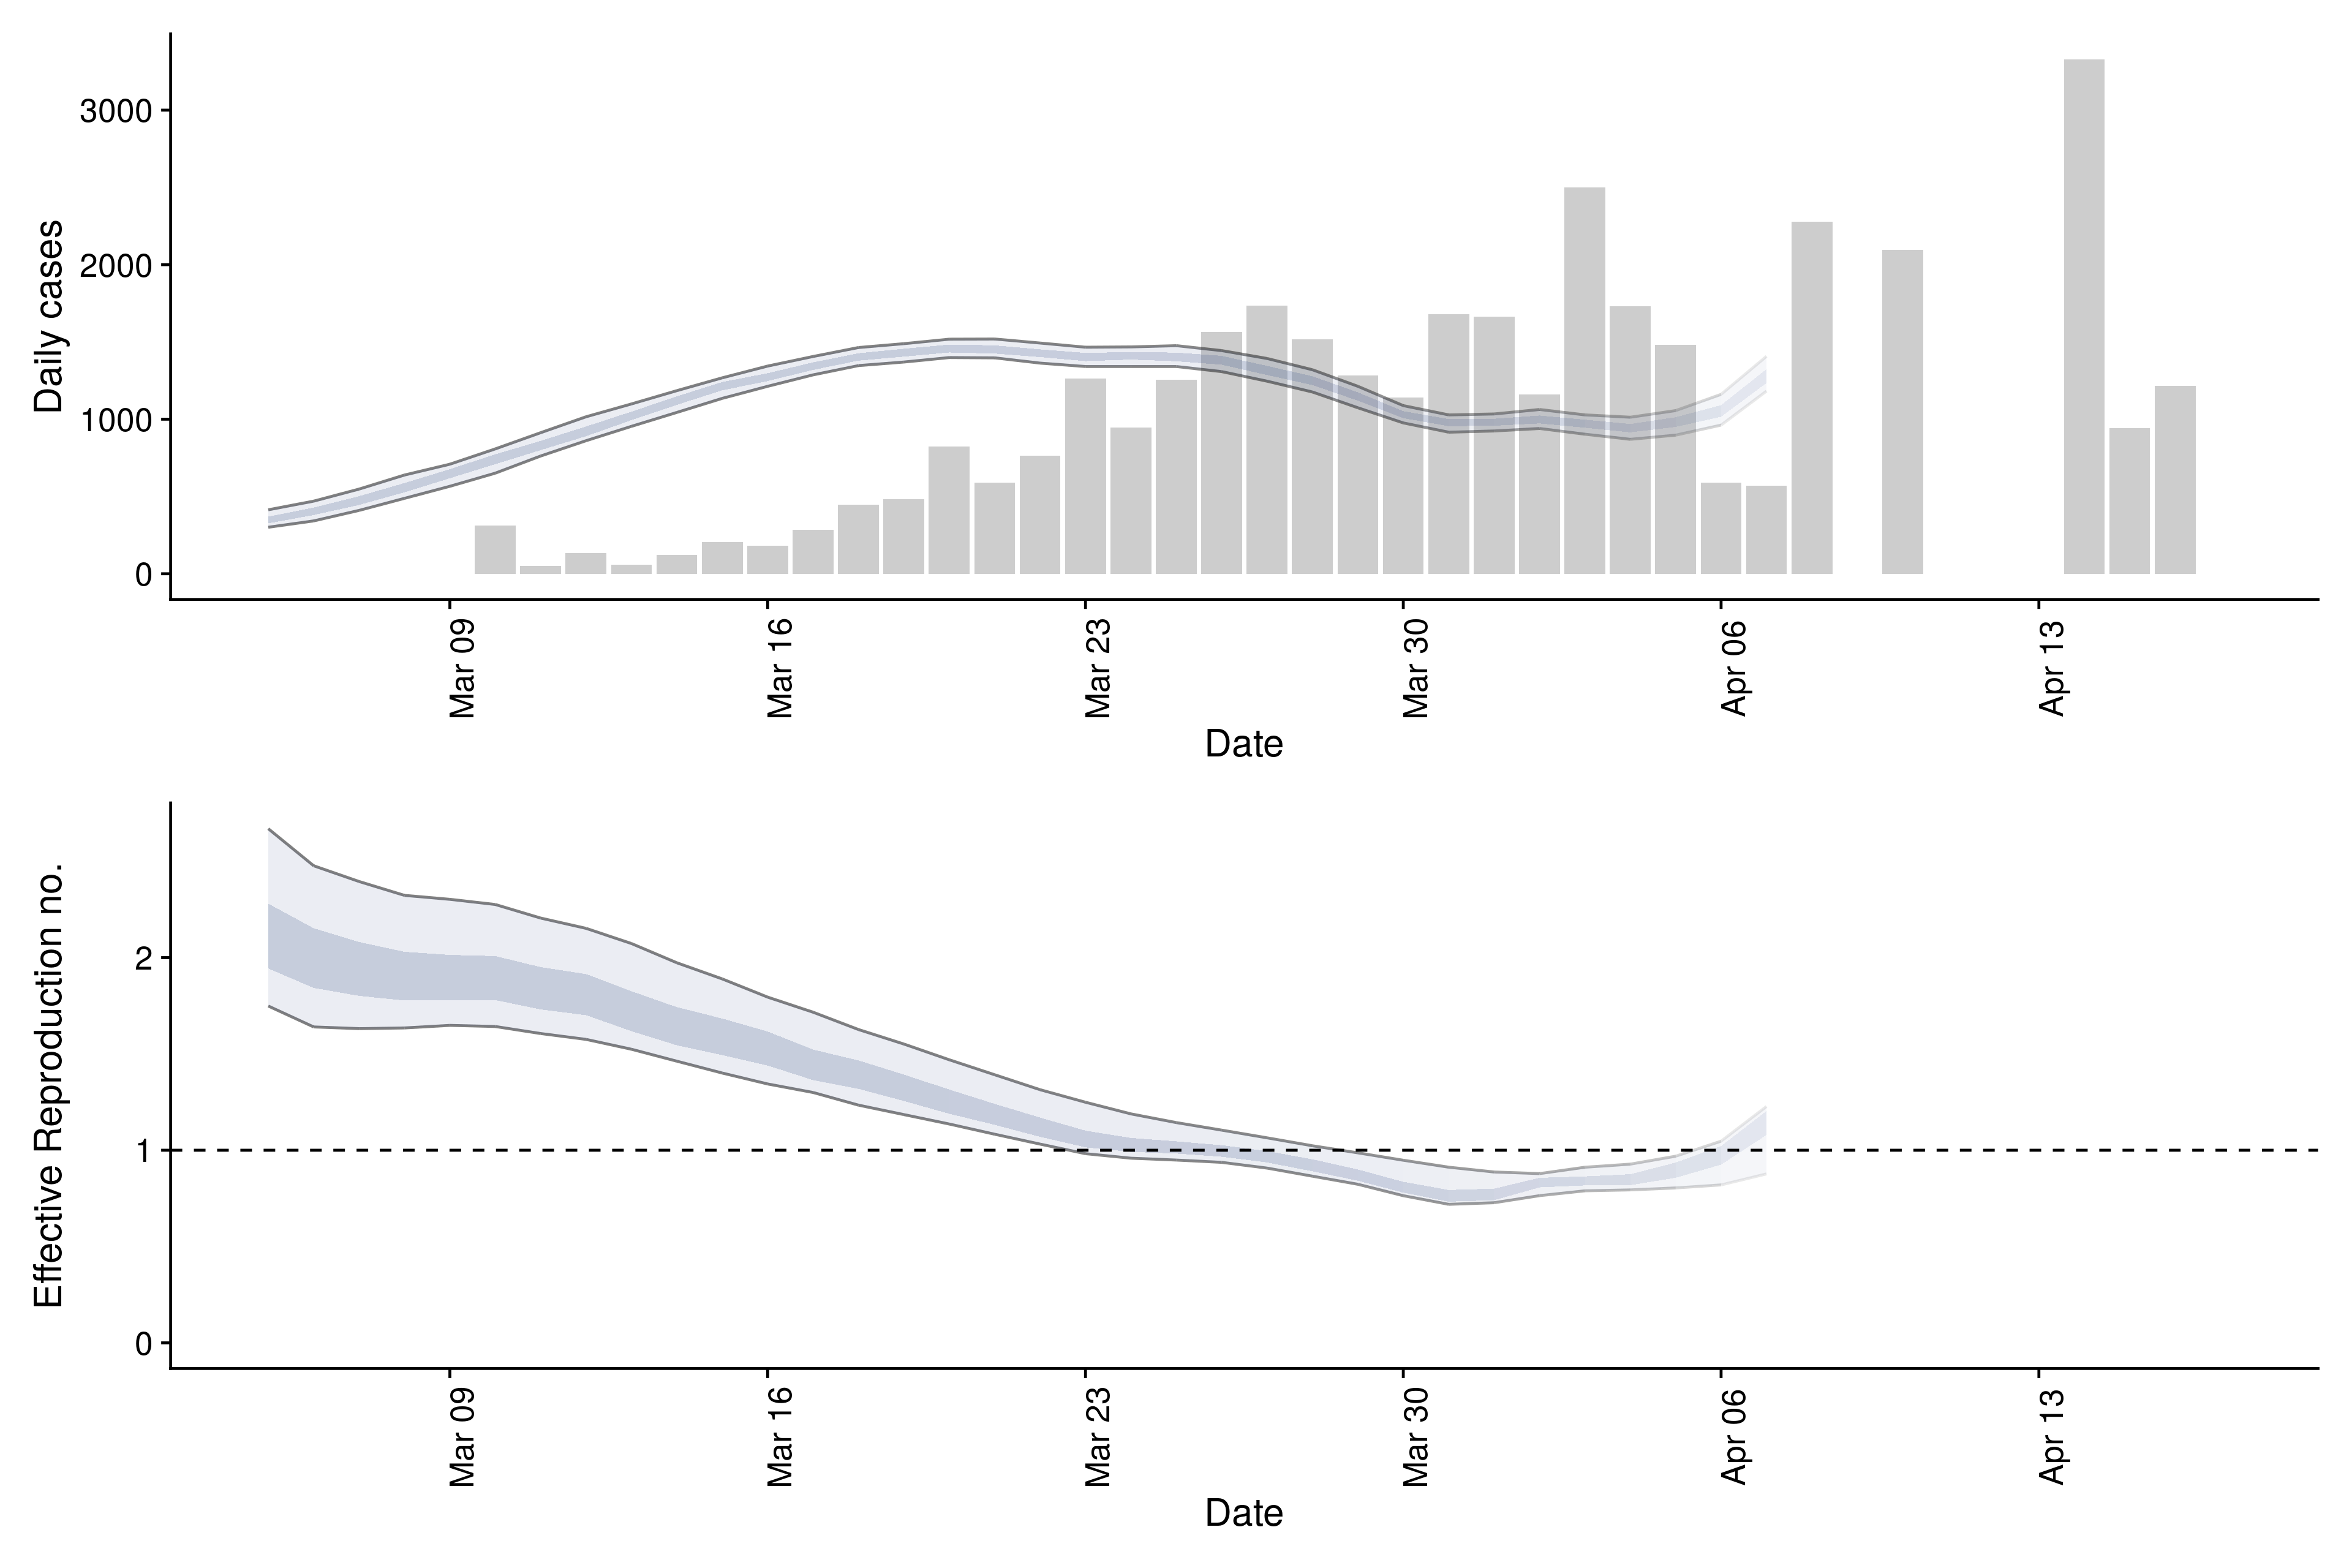 Daily cases
3000
2000
1000
0
Mar 09
Mar 16
Mar 23
Mar 30
Apr 06
Apr 13
Date
Effective Reproduction no.
2
1
0
Mar 09
Mar 16
Mar 23
Mar 30
Apr 06
Apr 13
Date